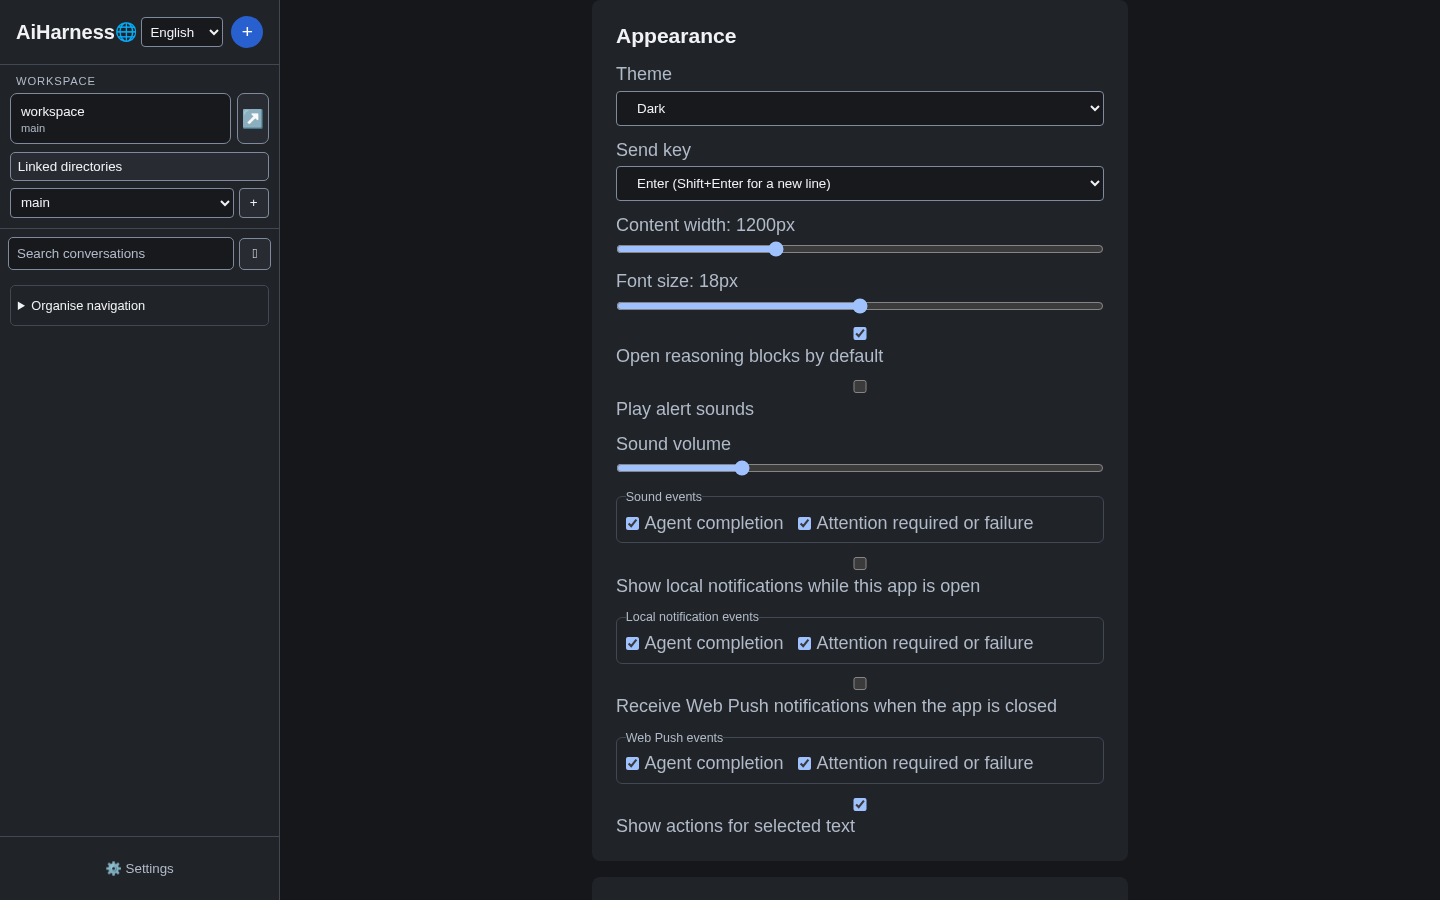 AiHarness
English
+
WORKSPACE
workspace
main
Linked directories
main
+
Search conversations
Organise navigation
Settings
Appearance
Theme
Dark
Send key
Enter (Shift+Enter for a new line)
Content width: 1200px
Font size: 18px
Open reasoning blocks by default
Play alert sounds
Sound volume
Sound events
Agent completion Attention required or failure
Show local notifications while this app is open
Local notification events
Agent completion Attention required or failure
Receive Web Push notifications when the app is closed
Web Push events
Agent completion Attention required or failure
Show actions for selected text